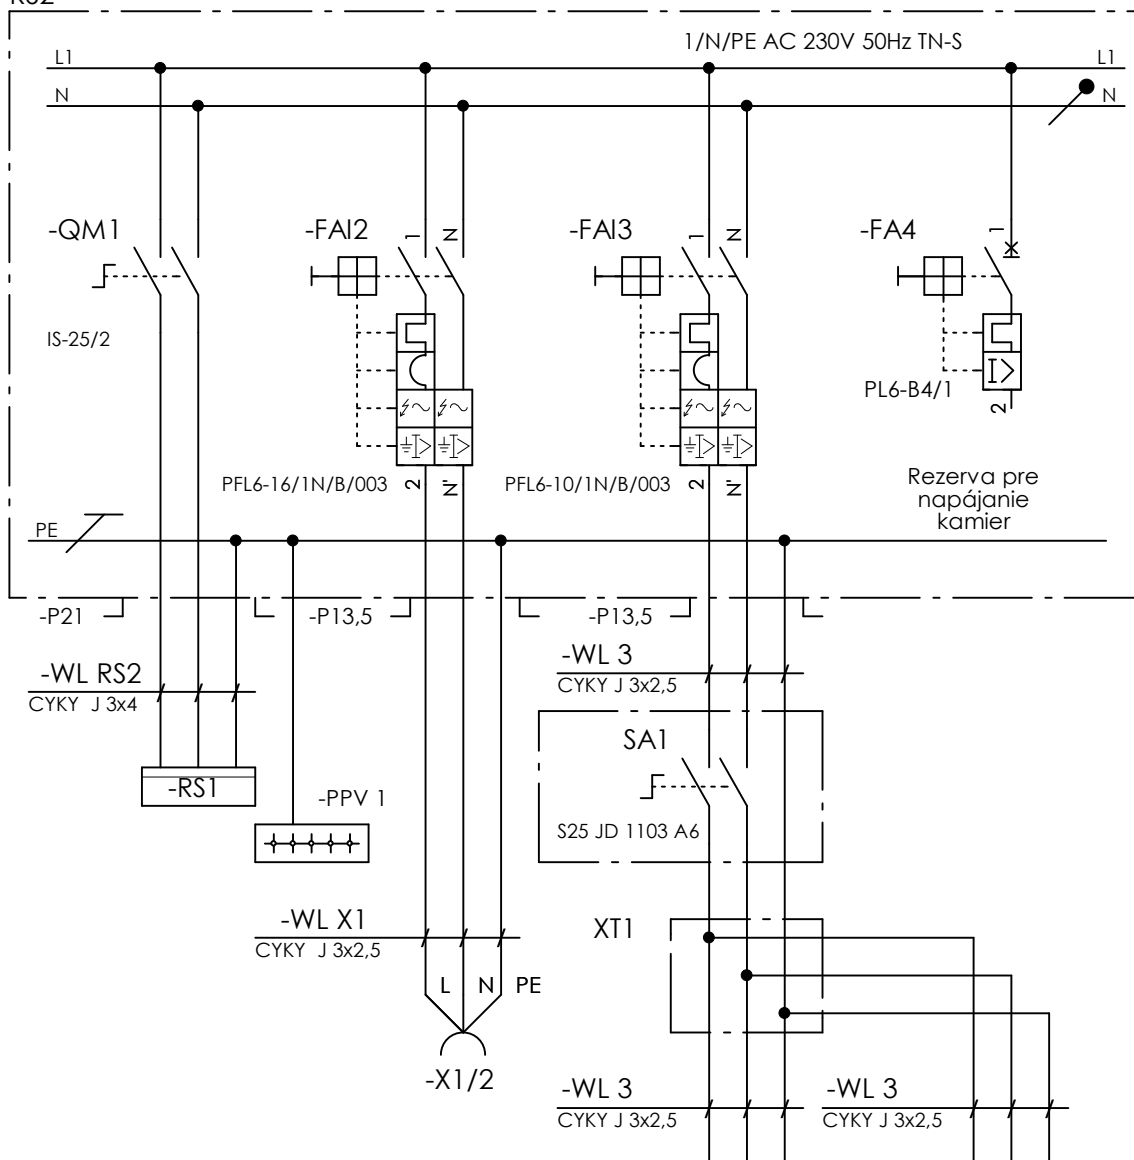 RS2
1/N/PE AC 230V 50Hz TN-S
L1
L1
N
N
-QM1
-FAI2
1
N
-FAI3
1
N
-FA4
1
IS-25/2
PL6-B4/1
2
PFL6-16/1N/B/003
2
N'
PFL6-10/1N/B/003
2
N'
Rezerva pre
napájanie
kamier
PE
-P21
-P13,5
-P13,5
-WL RS2
CYKY J 3x4
-WL 3
CYKY J 3x2,5
SA1
-RS1
-PPV 1
S25 JD 1103 A6
-WL X1
CYKY J 3x2,5
XT1
L
N
PE
-X1/2
-WL 3
CYKY J 3x2,5
-WL 3
CYKY J 3x2,5